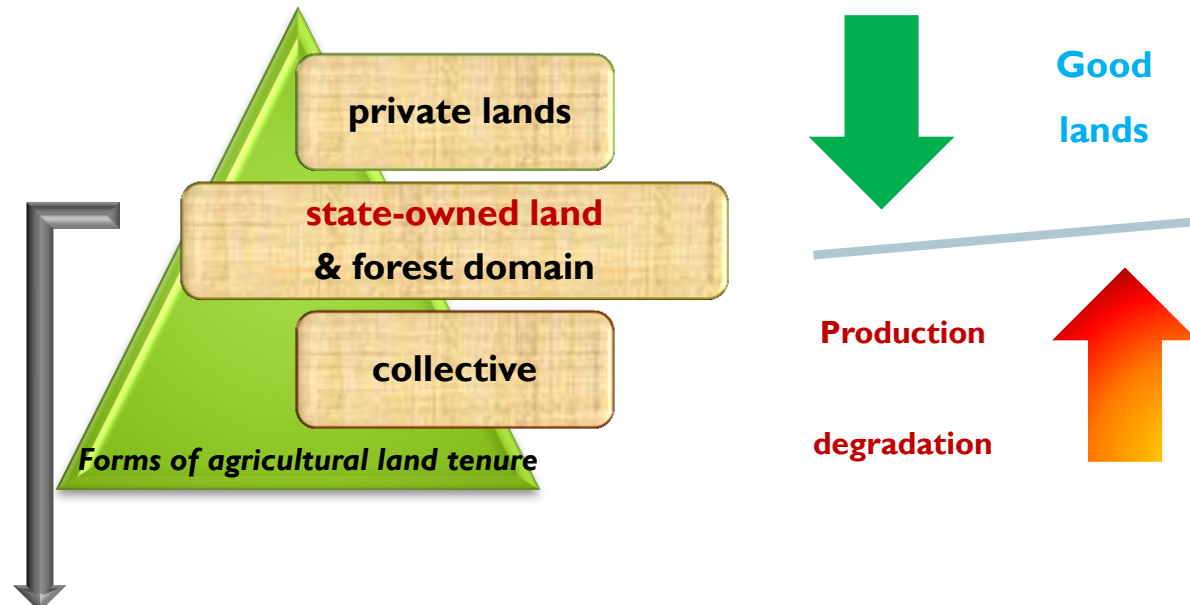 private lands
state-owned land
& forest domain
collective
Forms of agricultural land tenure
Good
lands
Production
degradation